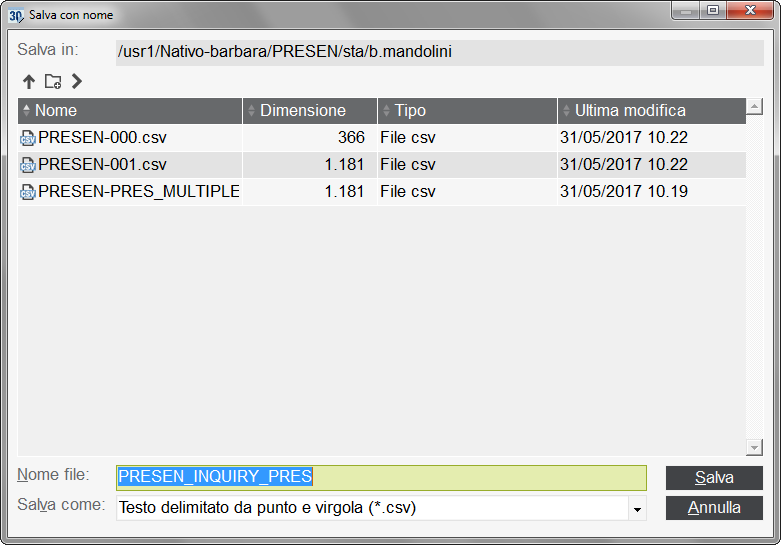 Salva con nome
Salva in: /usr1/Nativo-barbara/PRESEN/sta/b.mandolini
Nome Dimensione Tipo Ultima modifica
PRESEN-000.csv 366 File csv 31/05/2017 10.22
PRESEN-001.csv 1.181 File csv 31/05/2017 10.22
PRESEN-PRES_MULTIPLE 1.181 File csv 31/05/2017 10.19
Nome file: PRESEN_INQUIRY_PRES Salva
Salva come: Testo delimitato da punto e virgola (*.csv) Annulla